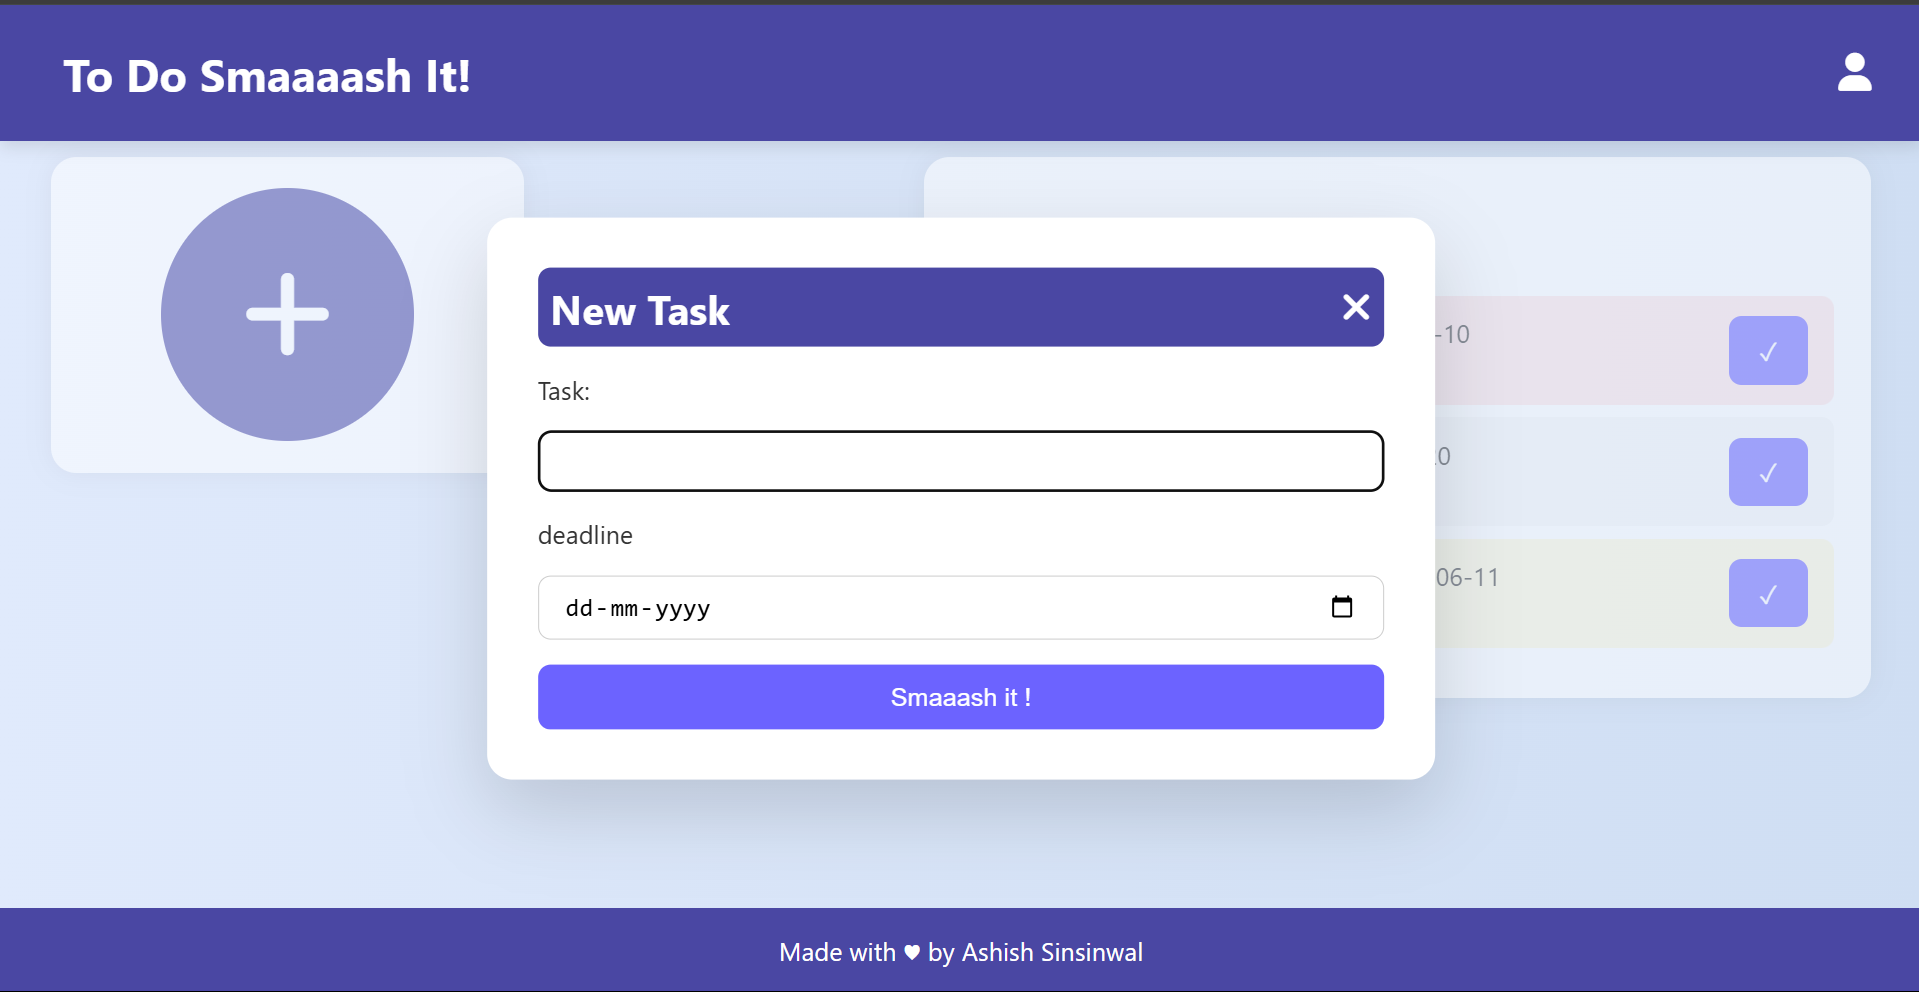 To Do Smaaaash It!
New Task
Task:
deadline
dd-mm-yyyy
Smaaash it !
-10
✓
0
✓
06-11
✓
Made with ♥ by Ashish Sinsinwal